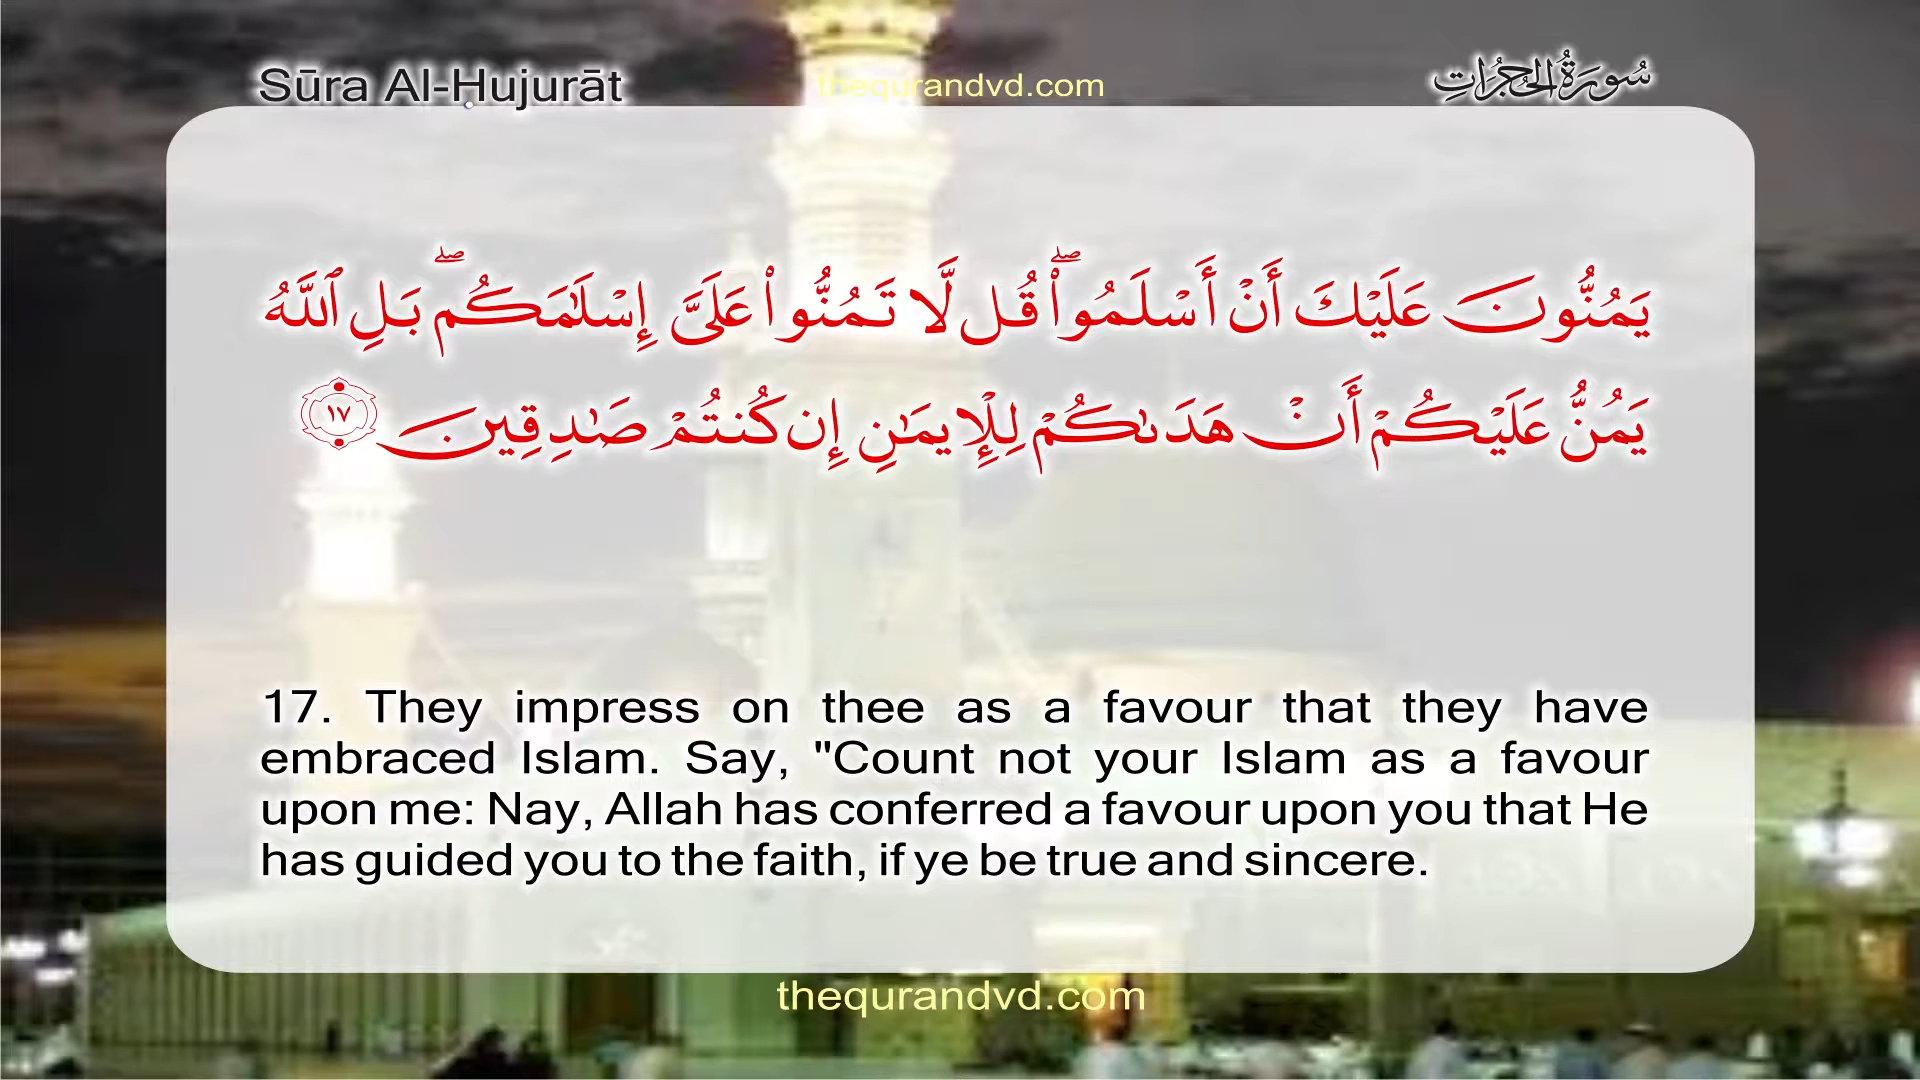 Sūra Al-Ḥujurāt
thequrandvd.com
سُورَةُ الحُجُرَاتِ
يَمُنُّونَ عَلَيْكَ أَنْ أَسْلَمُوا۟ ۖ قُل لَّا تَمُنُّوا۟ عَلَىَّ إِسْلَٰمَكُم ۖ بَلِ ٱللَّهُ
يَمُنُّ عَلَيْكُمْ أَنْ هَدَىٰكُمْ لِلْإِيمَٰنِ إِن كُنتُمْ صَٰدِقِينَ ١٧
17. They impress on thee as a favour that they have
embraced Islam. Say, "Count not your Islam as a favour
upon me: Nay, Allah has conferred a favour upon you that He
has guided you to the faith, if ye be true and sincere.
thequrandvd.com